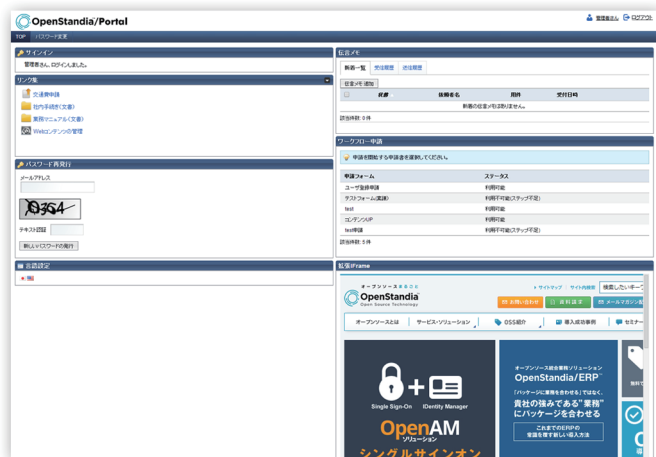 OpenStandia/Portal
管理者さん ログアウト
TOP パスワード変更
サインイン
管理者さん、ログインしました。
リンク集
交通費申請
社内手続き(文書)
業務マニュアル(文書)
Webコンテンツの管理
パスワード再発行
メールアドレス
テキスト認証
新しいパスワードの発行
言語設定
伝言メモ
新着一覧 受信履歴 送信履歴
伝言メモ追加
状態 依頼者名 用件 受付日時
新着の伝言メモはありません。
該当件数: 0件
ワークフロー申請
申請を開始する申請書を選択してください。
申請フォーム ステータス
ユーザ登録申請 利用可能
テストフォーム(稟議) 利用不可能(ステップ不足)
test 利用可能
コンテンツUP 利用可能
test申請 利用不可能(ステップ不足)
該当件数: 5件
拡張IFrame
オープンソースまるごと
OpenStandia
Open Source Technology
サイトマップ サイト内検索 検索したいキーワ
お問い合わせ 資料請求 メールマガジン
オープンソースとは サービス・ソリューション OSS紹介 導入成功事例 セミナー
Single Sign-On IDentity Manager
OpenAM
ソリューション
シングルサインオン
オープンソース統合業務ソリューション
OpenStandia/ERP
「パッケージに業務を合わせる」ではなく、
貴社の強みである"業務"
にパッケージを合わせる
これまでのERPの
常識を覆す新しい導入方法
無料で